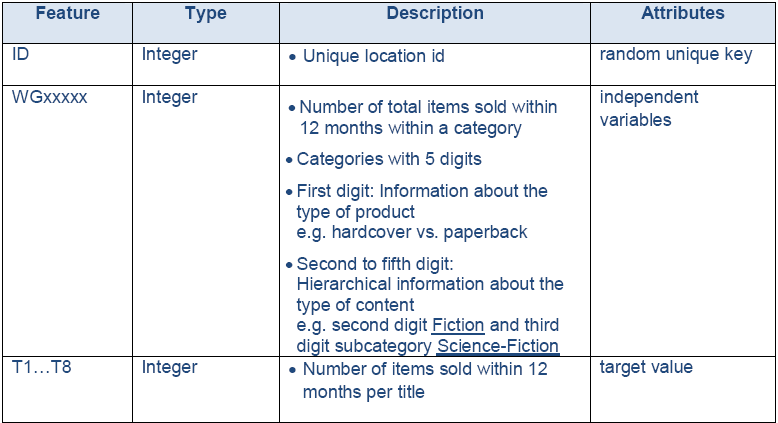 Feature Type Description Attributes
ID Integer • Unique location id random unique key
WGxxxxx Integer • Number of total items sold within independent
12 months within a category variables
• Categories with 5 digits
• First digit: Information about the
type of product
e.g. hardcover vs. paperback
• Second to fifth digit:
Hierarchical information about the
type of content
e.g. second digit Fiction and third
digit subcategory Science-Fiction
T1…T8 Integer • Number of items sold within 12 target value
months per title